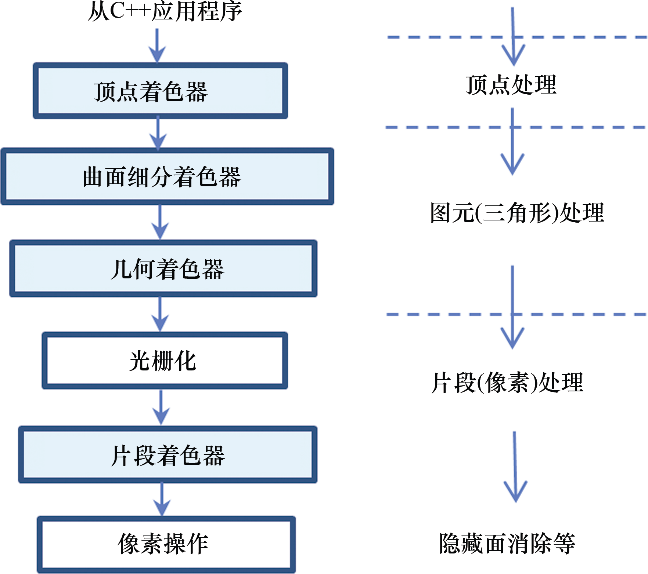 从C++应用程序
顶点着色器
曲面细分着色器
几何着色器
光栅化
片段着色器
像素操作
顶点处理
图元(三角形)处理
片段(像素)处理
隐藏面消除等